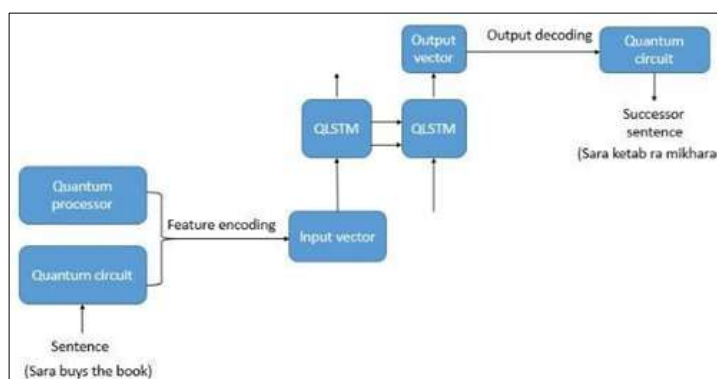 Output
vector
Output decoding
Quantum
circuit
QLSTM
QLSTM
Successor
sentence
(Sara ketab ra mikhara
Quantum
processor
Feature encoding
Input vector
Quantum circuit
Sentence
(Sara buys the book)